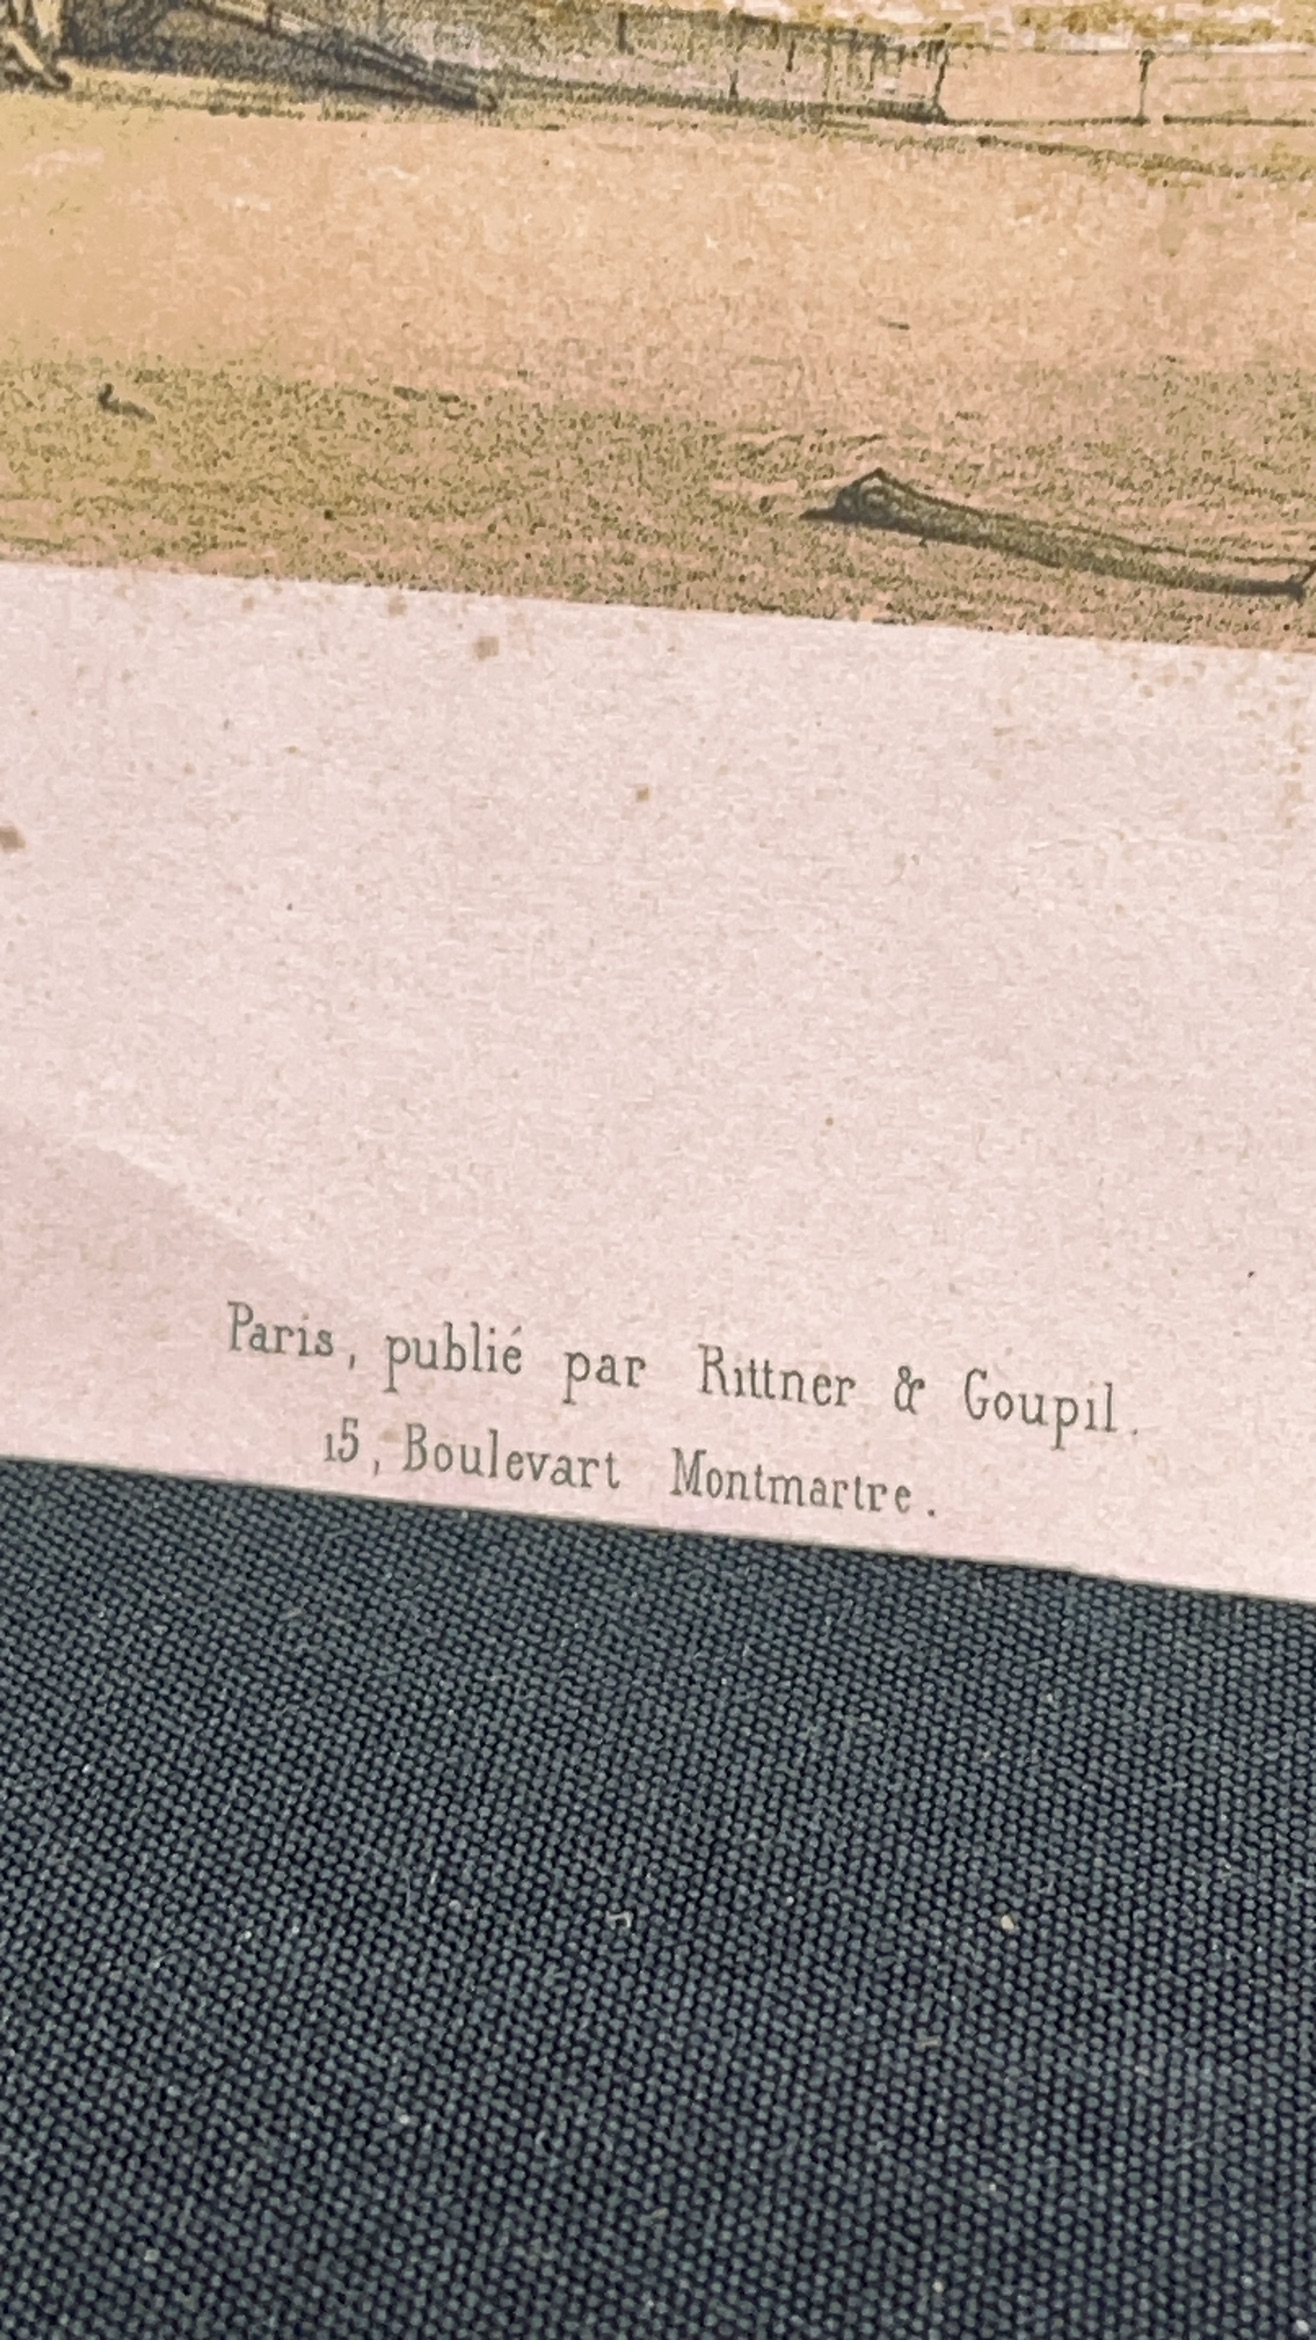 Paris, publié par Rittner & Goupil.
15, Boulevart Montmartre.